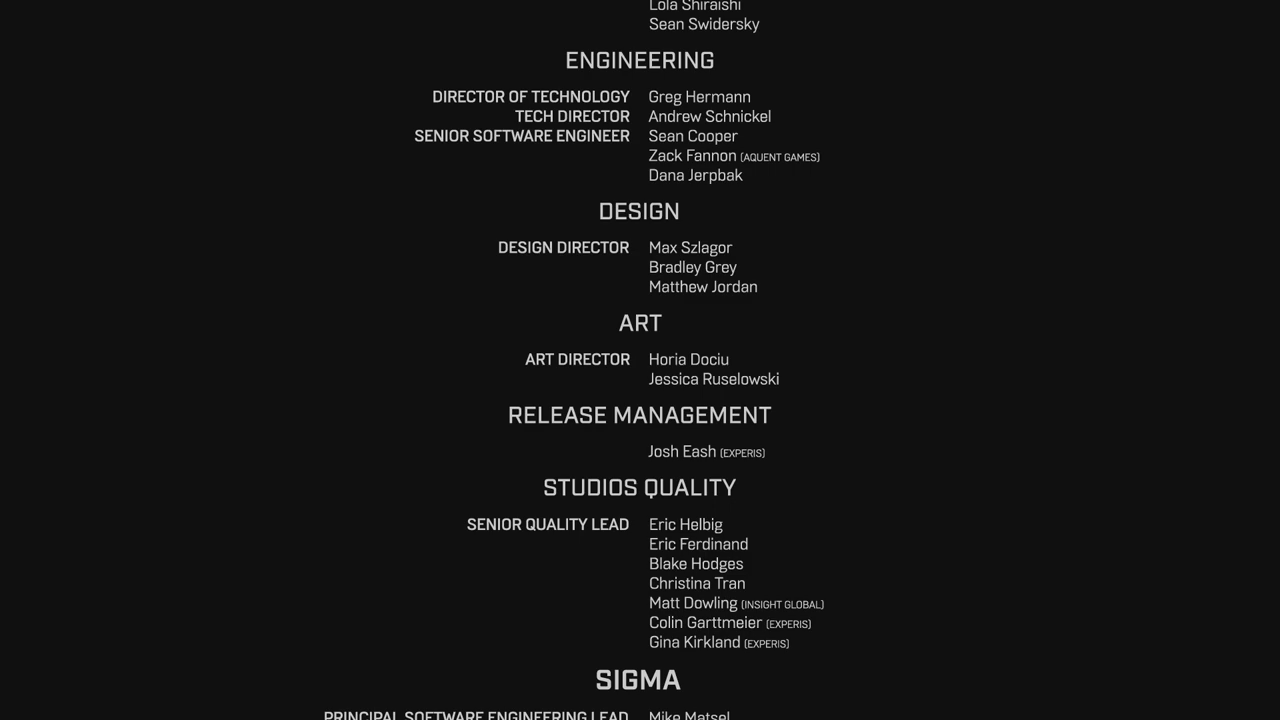 Lola Shiraishi
Sean Swidersky
ENGINEERING
DIRECTOR OF TECHNOLOGY Greg Hermann
TECH DIRECTOR Andrew Schnickel
SENIOR SOFTWARE ENGINEER Sean Cooper
Zack Fannon (AQUENT GAMES)
Dana Jerpbak
DESIGN
DESIGN DIRECTOR Max Szlagor
Bradley Grey
Matthew Jordan
ART
ART DIRECTOR Horia Dociu
Jessica Ruselowski
RELEASE MANAGEMENT
Josh Eash (EXPERIS)
STUDIOS QUALITY
SENIOR QUALITY LEAD Eric Helbig
Eric Ferdinand
Blake Hodges
Christina Tran
Matt Dowling (INSIGHT GLOBAL)
Colin Garttmeier (EXPERIS)
Gina Kirkland (EXPERIS)
SIGMA
PRINCIPAL SOFTWARE ENGINEERING LEAD Mike Matsel